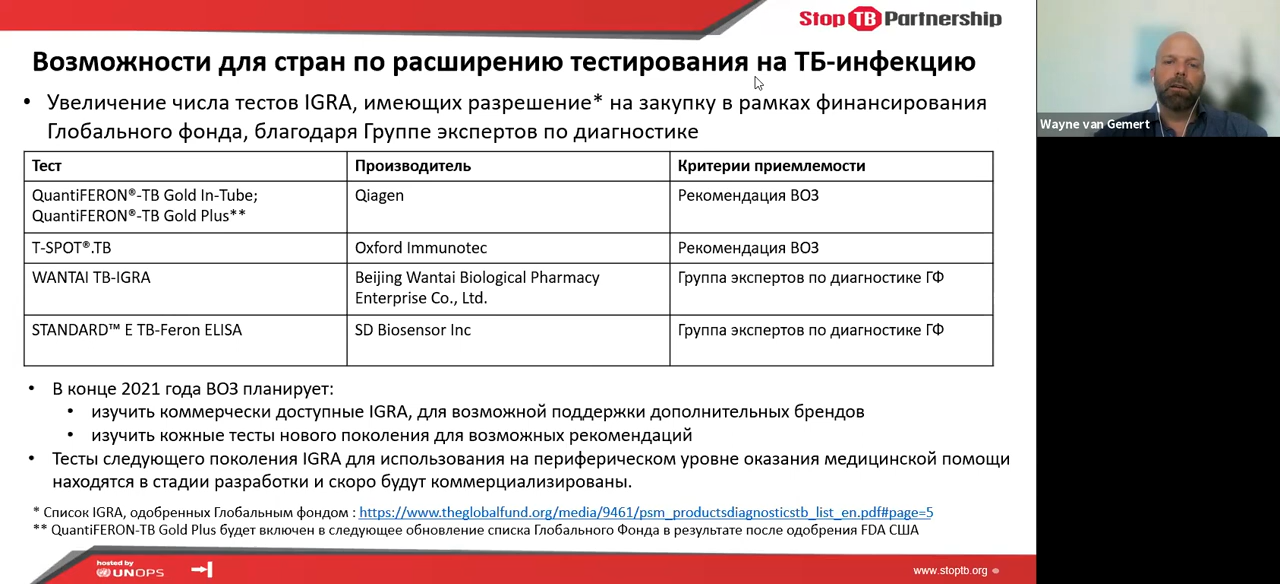 Stop TB Partnership
Возможности для стран по расширению тестирования на ТБ-инфекцию
Wayne van Gemert
• Увеличение числа тестов IGRA, имеющих разрешение* на закупку в рамках финансирования
Глобального фонда, благодаря Группе экспертов по диагностике
Тест Производитель Критерии приемлемости
QuantiFERON®-TB Gold In-Tube; Qiagen Рекомендация ВОЗ
QuantiFERON®-TB Gold Plus**
T-SPOT®.TB Oxford Immunotec Рекомендация ВОЗ
WANTAI TB-IGRA Beijing Wantai Biological Pharmacy Группа экспертов по диагностике ГФ
Enterprise Co., Ltd.
STANDARD™ E TB-Feron ELISA SD Biosensor Inc Группа экспертов по диагностике ГФ
• В конце 2021 года ВОЗ планирует:
• изучить коммерчески доступные IGRA, для возможной поддержки дополнительных брендов
• изучить кожные тесты нового поколения для возможных рекомендаций
• Тесты следующего поколения IGRA для использования на периферическом уровне оказания медицинской помощи
находятся в стадии разработки и скоро будут коммерциализированы.
* Список IGRA, одобренных Глобальным фондом : https://www.theglobalfund.org/media/9461/psm_productsdiagnosticstb_list_en.pdf#page=5
** QuantiFERON-TB Gold Plus будет включен в следующее обновление списка Глобального Фонда в результате после одобрения FDA США
hosted by
UNOPS
www.stoptb.org